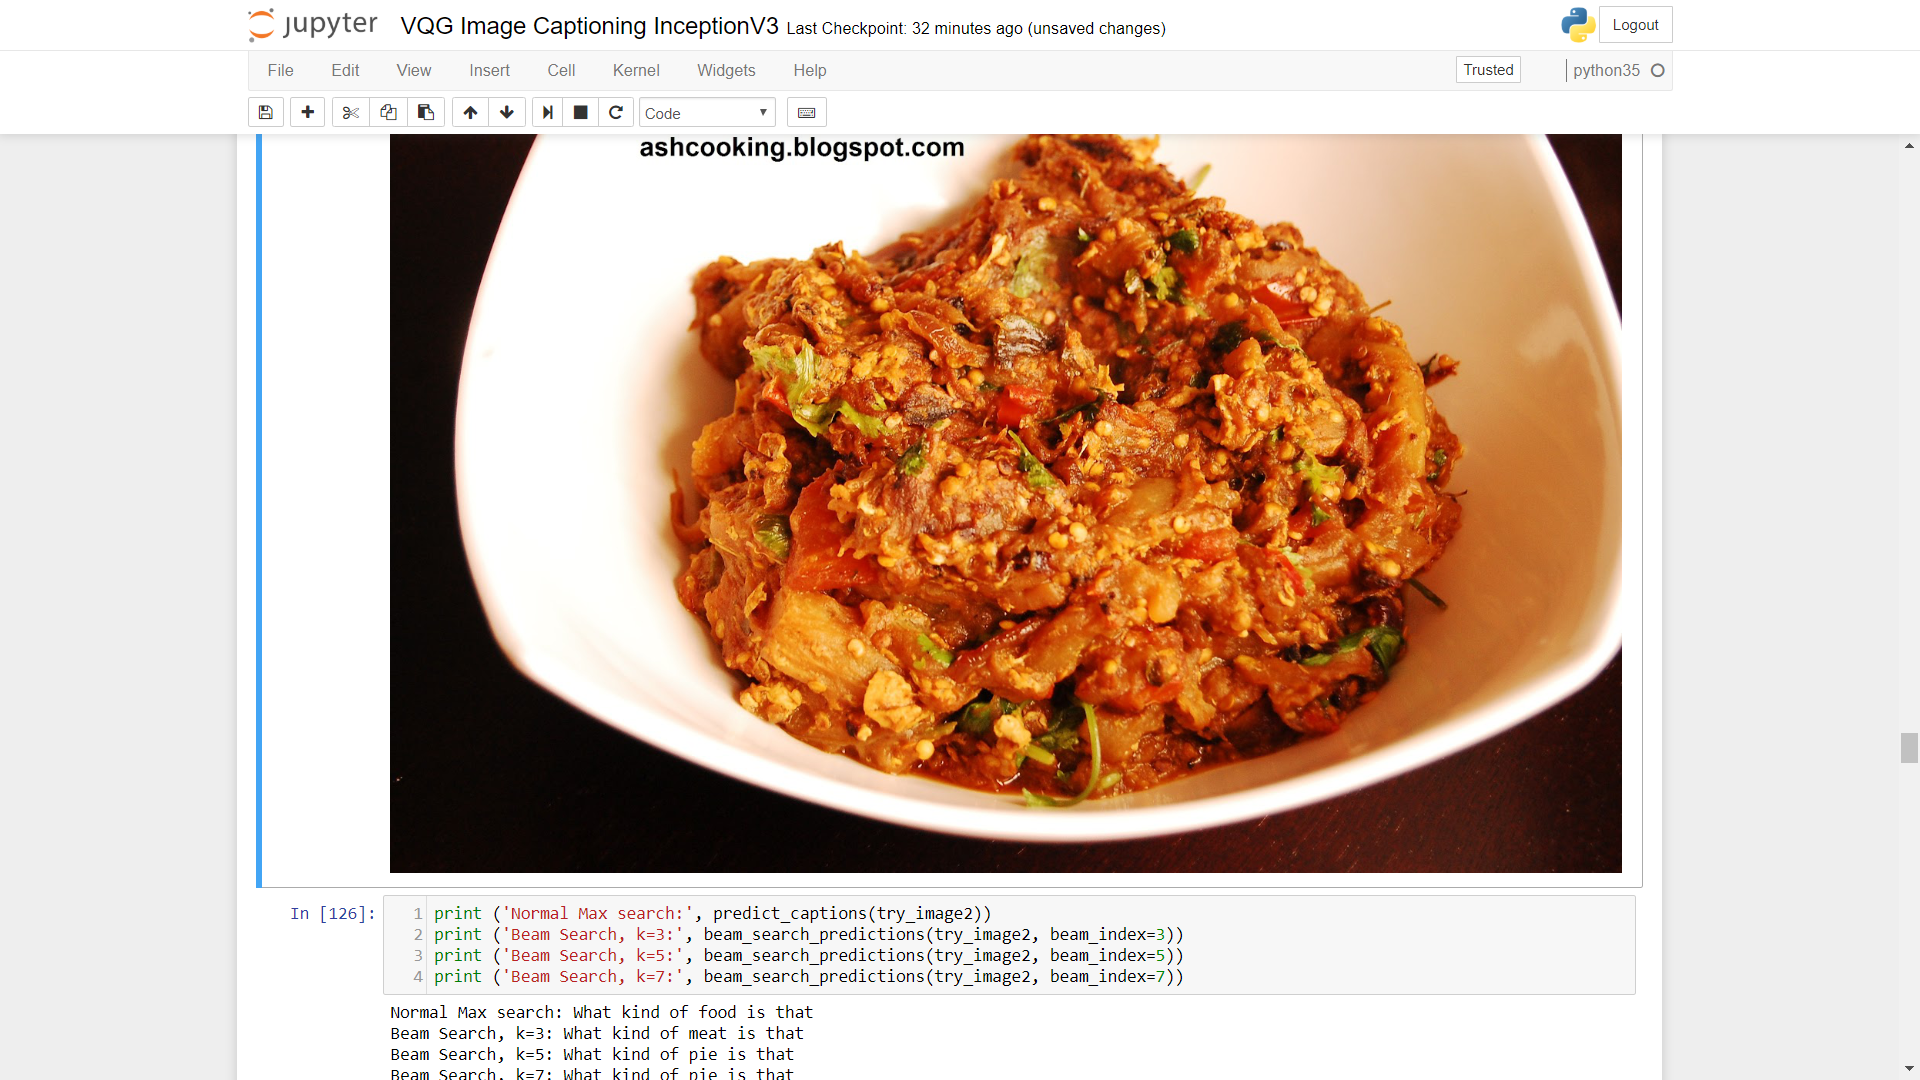 jupyter VQG Image Captioning InceptionV3 Last Checkpoint: 32 minutes ago (unsaved changes) Logout
File Edit View Insert Cell Kernel Widgets Help Trusted python35
Code
ashcooking.blogspot.com
In [126]: 1 print ('Normal Max search:', predict_captions(try_image2))
2 print ('Beam Search, k=3:', beam_search_predictions(try_image2, beam_index=3))
3 print ('Beam Search, k=5:', beam_search_predictions(try_image2, beam_index=5))
4 print ('Beam Search, k=7:', beam_search_predictions(try_image2, beam_index=7))
Normal Max search: What kind of food is that
Beam Search, k=3: What kind of meat is that
Beam Search, k=5: What kind of pie is that
Beam Search, k=7: What kind of pie is that